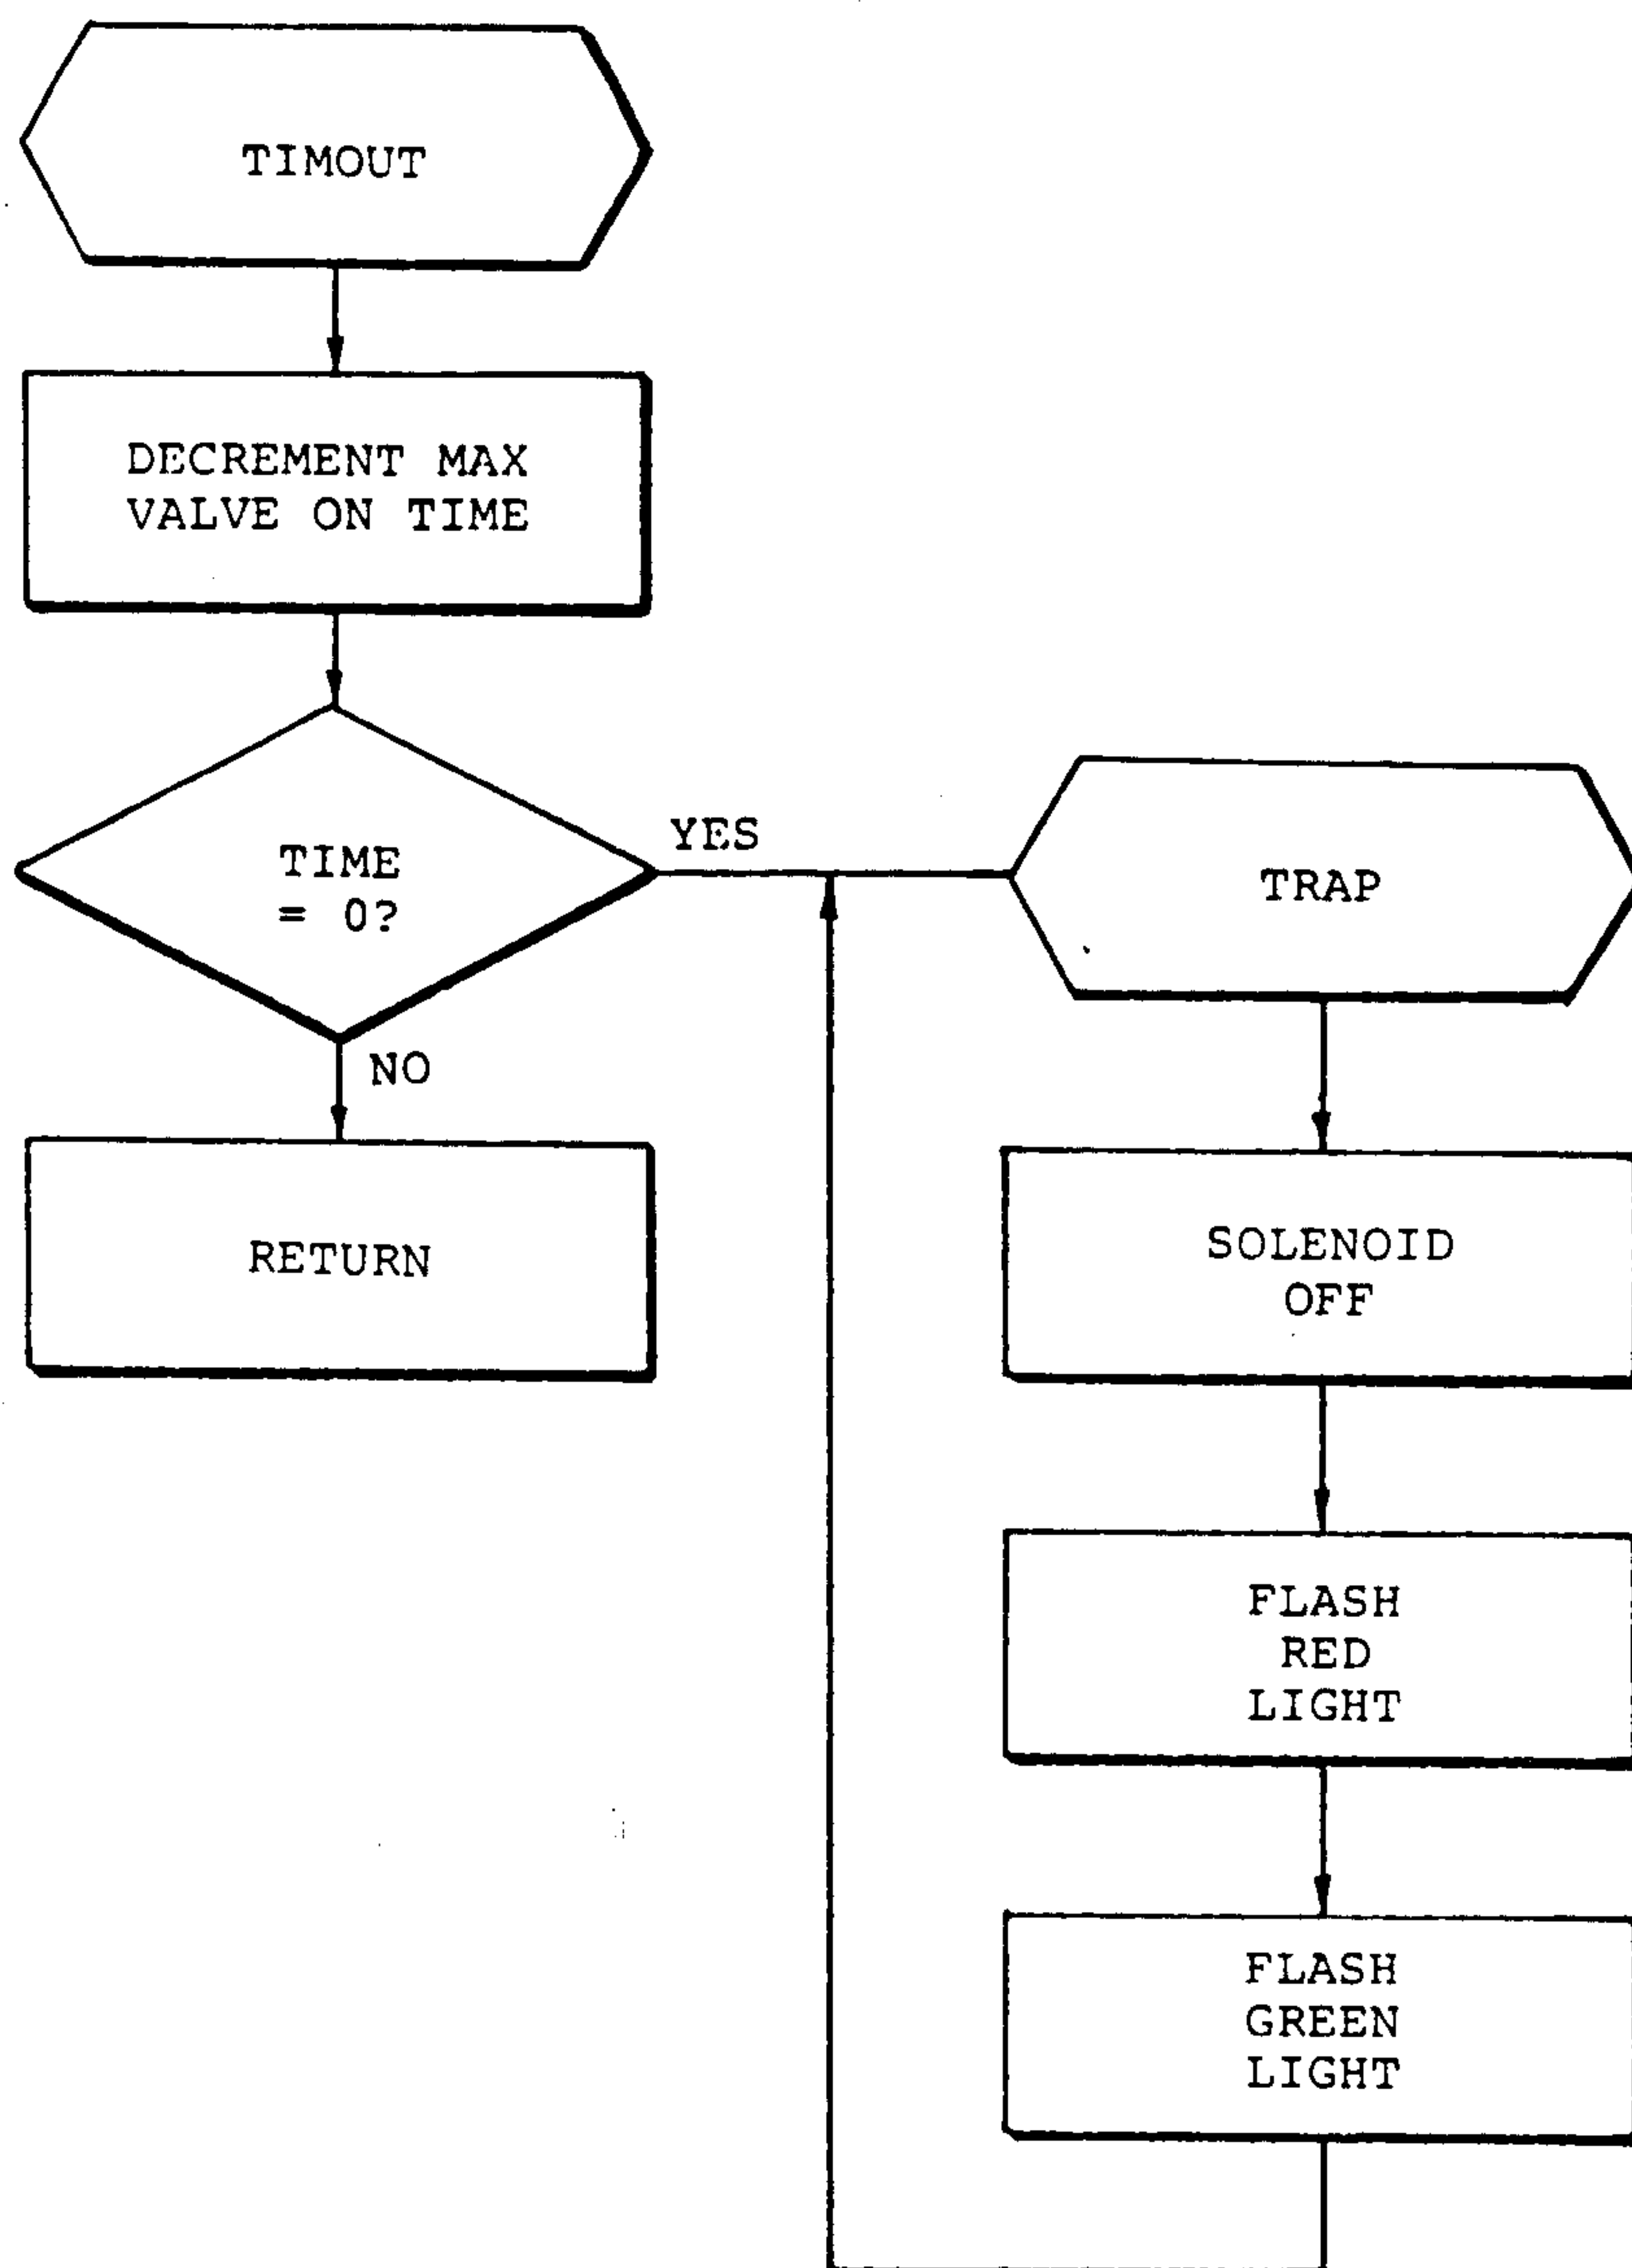 TIMOUT
DECREMENT MAX
VALVE ON TIME
TIME
= 0?
YES
NO
RETURN
TRAP
SOLENOID
OFF
FLASH
RED
LIGHT
FLASH
GREEN
LIGHT